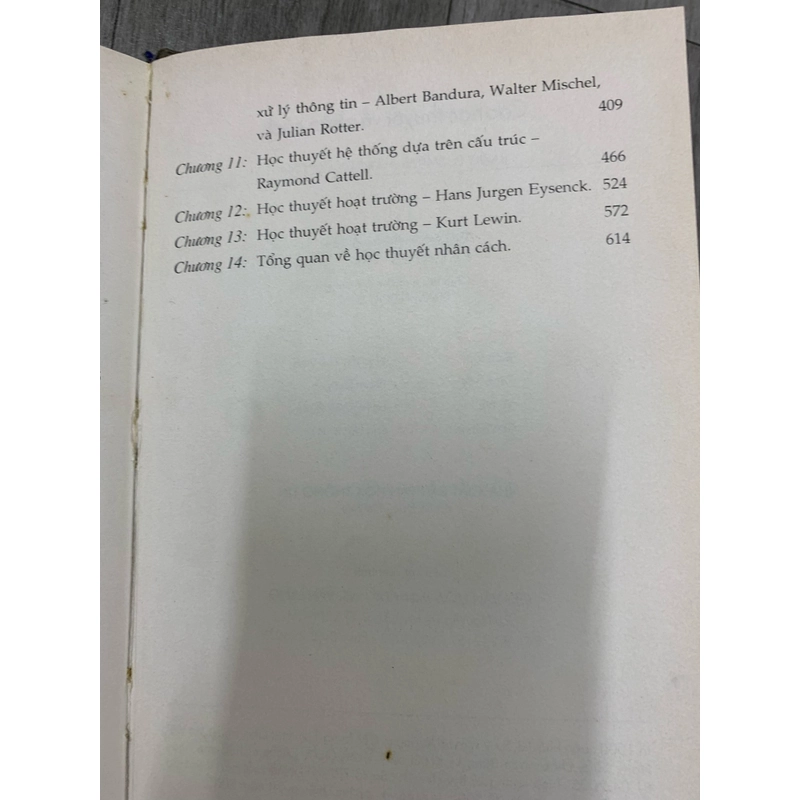 xử lý thông tin – Albert Bandura, Walter Mischel,
và Julian Rotter. 409
Chương 11: Học thuyết hệ thống dựa trên cấu trúc –
Raymond Cattell. 466
Chương 12: Học thuyết hoạt trường – Hans Jurgen Eysenck. 524
Chương 13: Học thuyết hoạt trường – Kurt Lewin. 572
Chương 14: Tổng quan về học thuyết nhân cách. 614